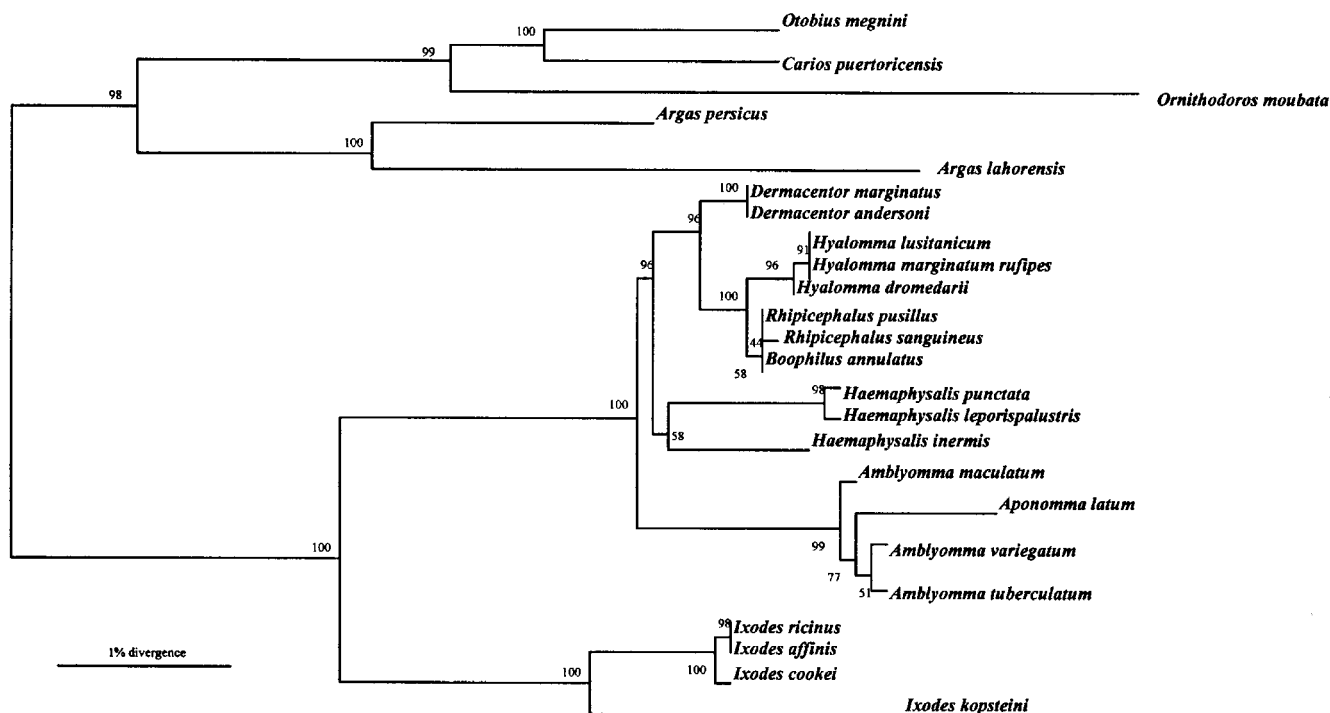 Otobius megnini
100
99
Carios puertoricensis
98
Ornithodoros moubata
Argas persicus
100
Argas lahorensis
100
Dermacentor marginatus
Dermacentor andersoni
96
Hyalomma lusitanicum
91
96
96
Hyalomma marginatum rufipes
Hyalomma dromedarii
100
Rhipicephalus pusillus
44
Rhipicephalus sanguineus
Boophilus annulatus
58
98
Haemaphysalis punctata
100
Haemaphysalis leporispalustris
58
Haemaphysalis inermis
Amblyomma maculatum
Aponomma latum
99
100
Amblyomma variegatum
77
51
Amblyomma tuberculatum
98
Ixodes ricinus
Ixodes affinis
1% divergence
100
100
Ixodes cookei
Ixodes kopsteini